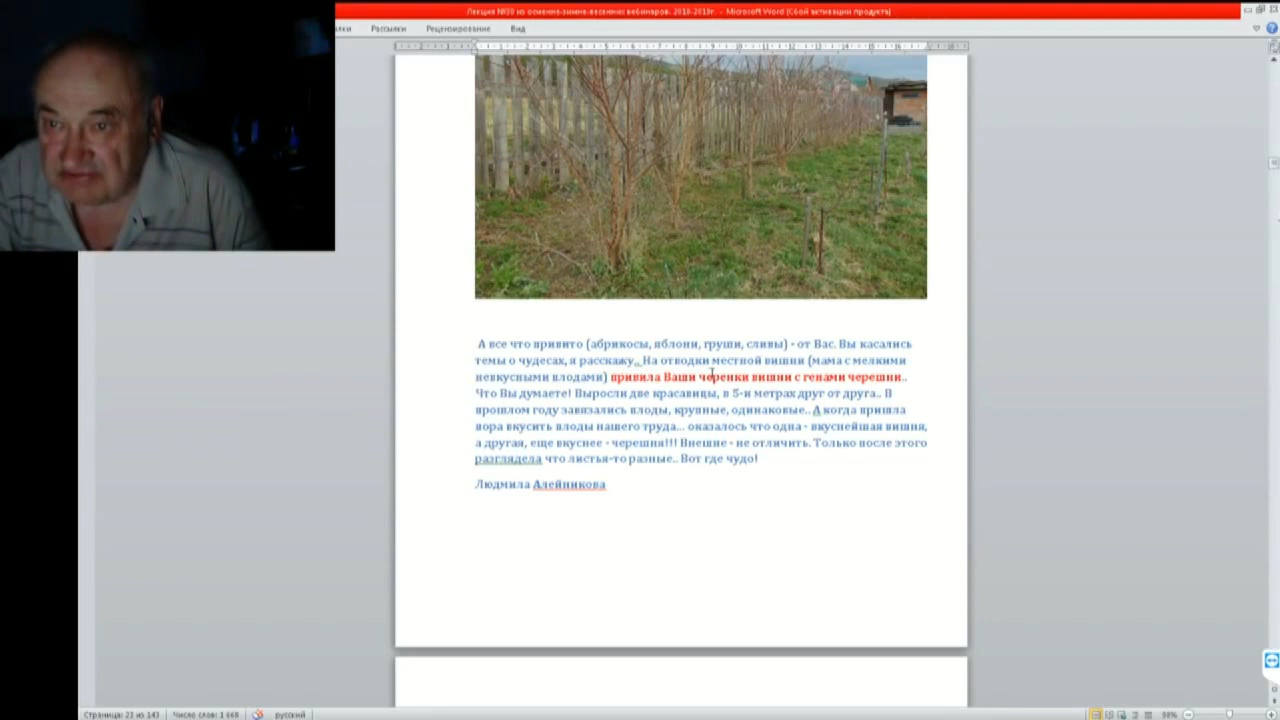 Лекция №30 из осенне-зимне-весенних вебинаров. 2018-2019г. - Microsoft Word (Сбой активации продукта)
лки Рассылки Рецензирование Вид
А все что привито (абрикосы, яблони, груши, сливы) - от Вас. Вы касались
темы о чудесах, я расскажу.. На отводки местной вишни (мама с мелкими
невкусными плодами) привила Ваши черенки вишни с генами черешни..
Что Вы думаете! Выросли две красавицы, в 5-и метрах друг от друга.. В
прошлом году завязались плоды, крупные, одинаковые.. А когда пришла
пора вкусить плоды нашего труда... оказалось что одна - вкуснейшая вишня,
а другая, еще вкуснее - черешня!!! Внешне - не отличить. Только после этого
разглядела что листья-то разные.. Вот где чудо!
Людмила Алейникова
Страница: 23 из 143 Число слов: 1 668 русский 98%